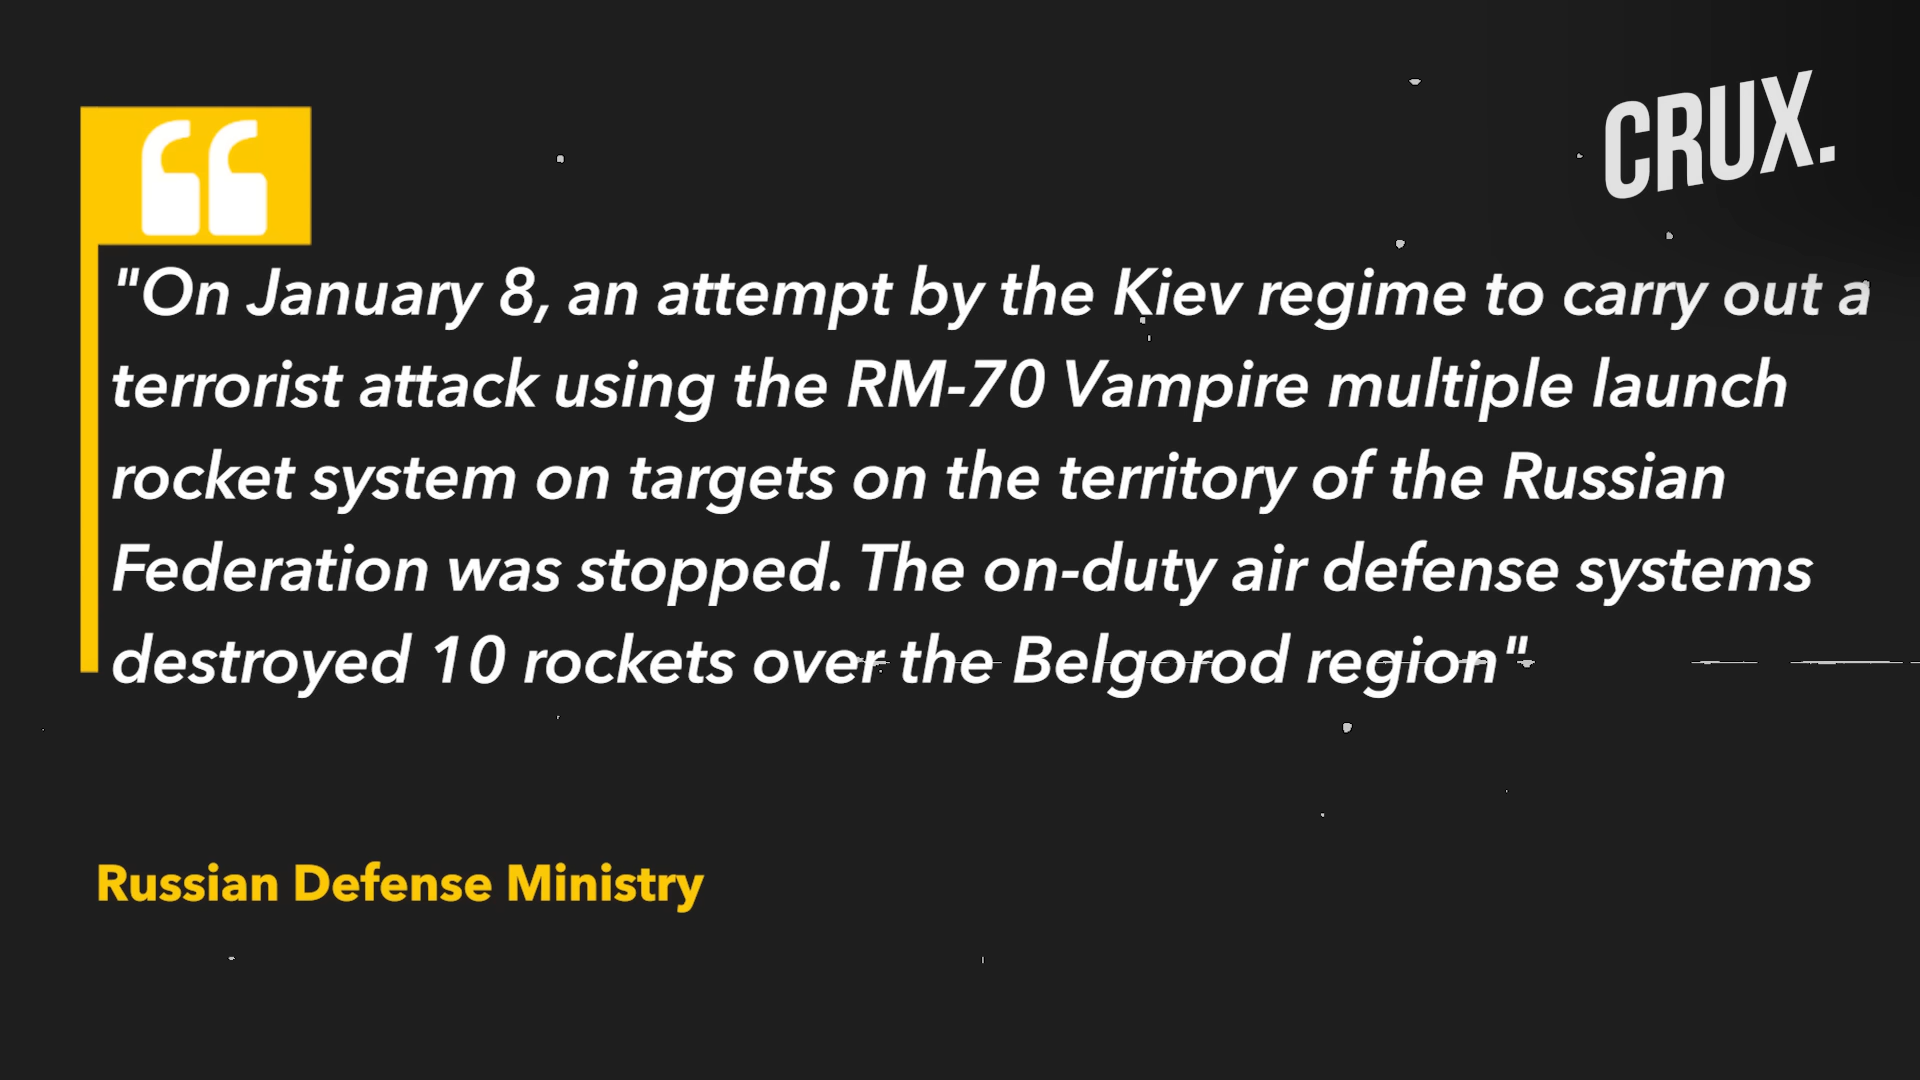 CRUX.
"On January 8, an attempt by the Kiev regime to carry out a
terrorist attack using the RM-70 Vampire multiple launch
rocket system on targets on the territory of the Russian
Federation was stopped. The on-duty air defense systems
destroyed 10 rockets over the Belgorod region"
Russian Defense Ministry